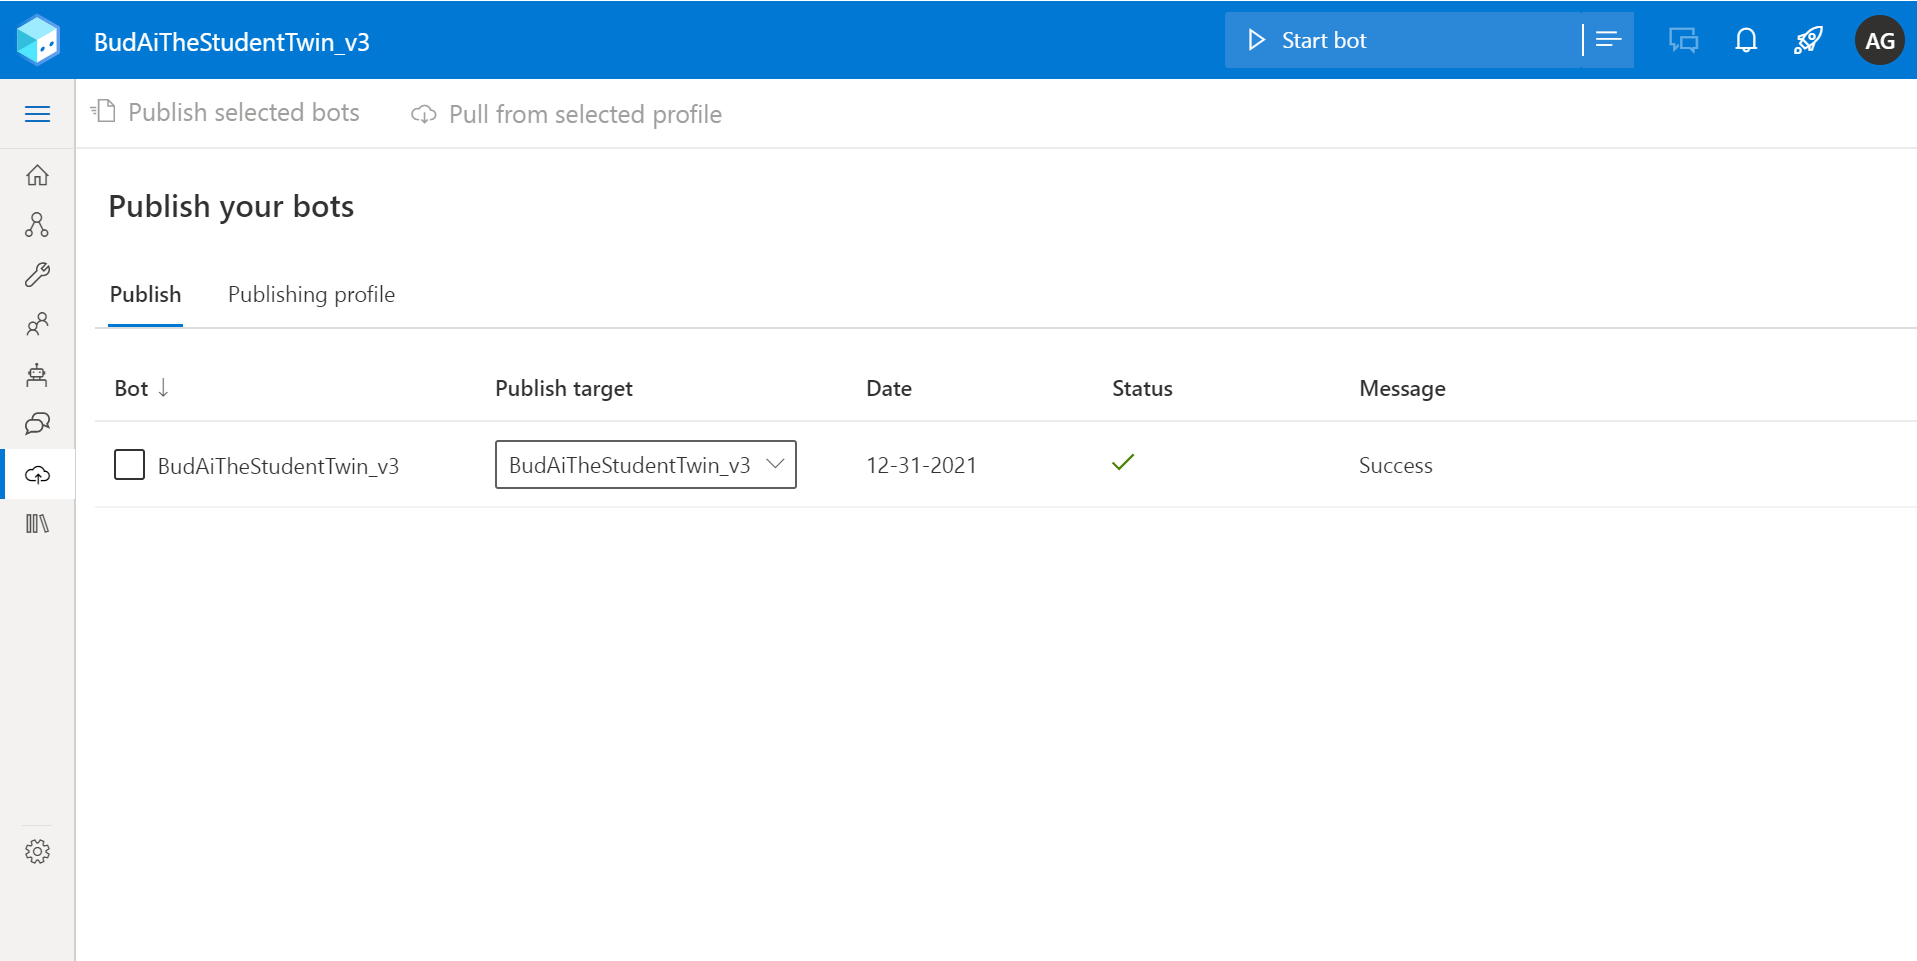 BudAiTheStudentTwin_v3
Start bot
AG
Publish selected bots
Pull from selected profile
Publish your bots
Publish
Publishing profile
Bot
Publish target
Date
Status
Message
BudAiTheStudentTwin_v3
BudAiTheStudentTwin_v3
12-31-2021
Success